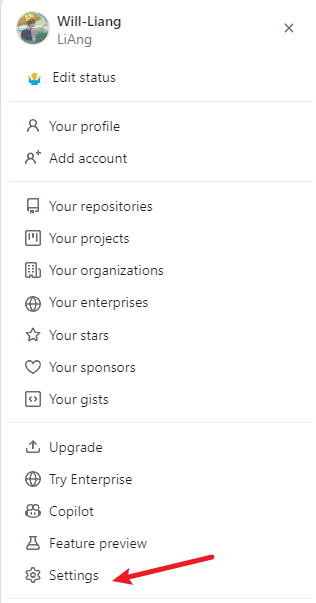 Will-Liang
LiAng
Edit status
Your profile
Add account
Your repositories
Your projects
Your organizations
Your enterprises
Your stars
Your sponsors
Your gists
Upgrade
Try Enterprise
Copilot
Feature preview
Settings